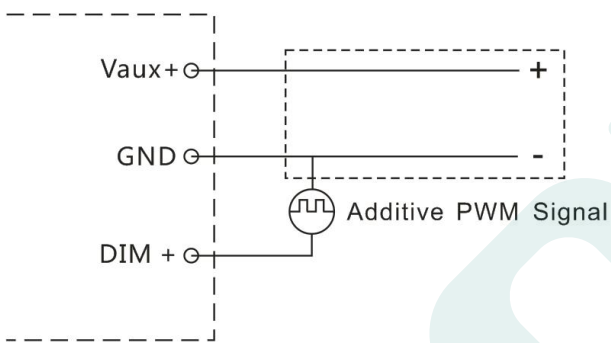 Vaux+ +
GND -
Additive PWM Signal
DIM +